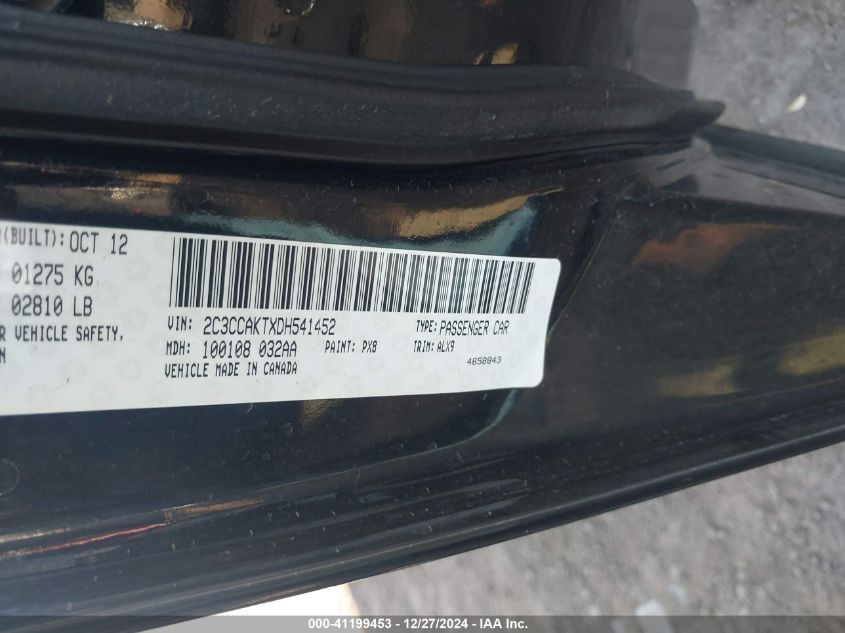 (BUILT): OCT 12
01275 KG
02810 LB
R VEHICLE SAFETY,
N
VIN: 2C3CCAKTXDH541452
TYPE: PASSENGER CAR
MDH: 100108 032AA
PAINT: PX8
TRIM: ALX9
VEHICLE MADE IN CANADA
4658843
000-41199453 - 12/27/2024 - IAA Inc.